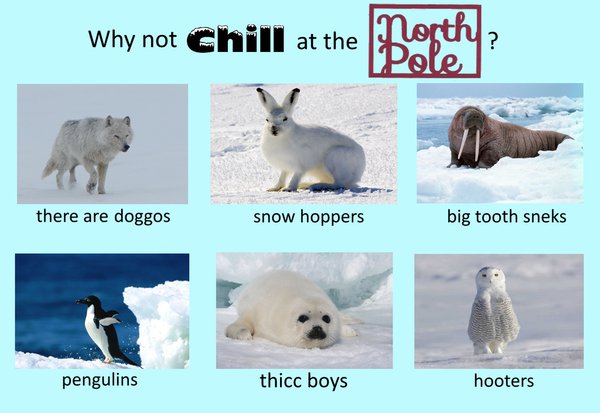 Why not chill at the North Pole ?
there are doggos
snow hoppers
big tooth sneks
pengulins
thicc boys
hooters